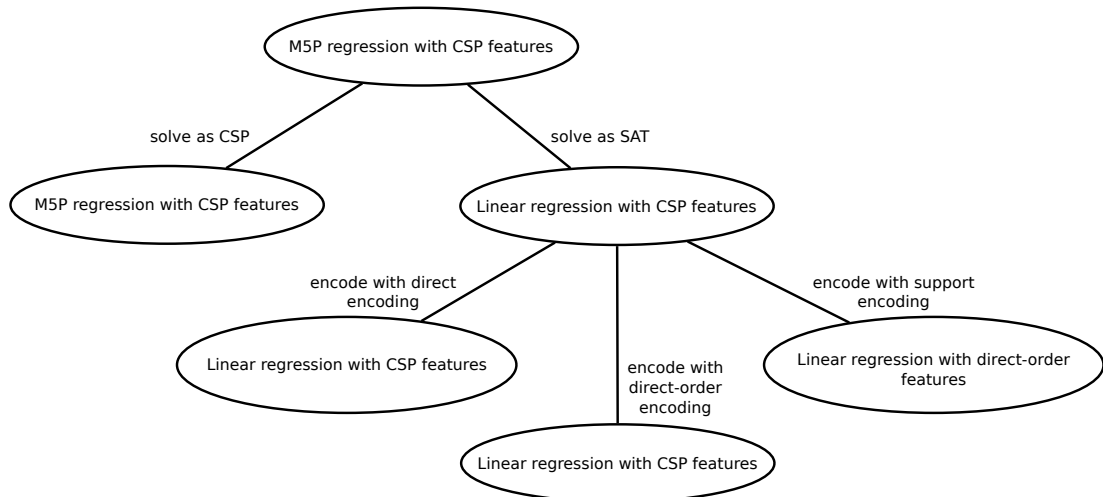 M5P regression with CSP features
solve as CSP
solve as SAT
M5P regression with CSP features
Linear regression with CSP features
encode with direct
encoding
encode with support
encoding
Linear regression with CSP features
encode with
direct-order
encoding
Linear regression with direct-order
features
Linear regression with CSP features